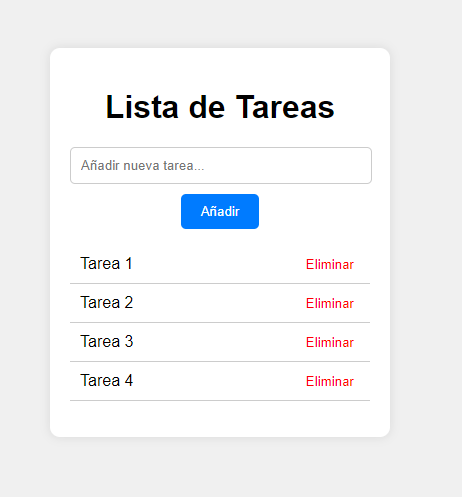 Lista de Tareas
Añadir nueva tarea...
Añadir
Tarea 1 Eliminar
Tarea 2 Eliminar
Tarea 3 Eliminar
Tarea 4 Eliminar